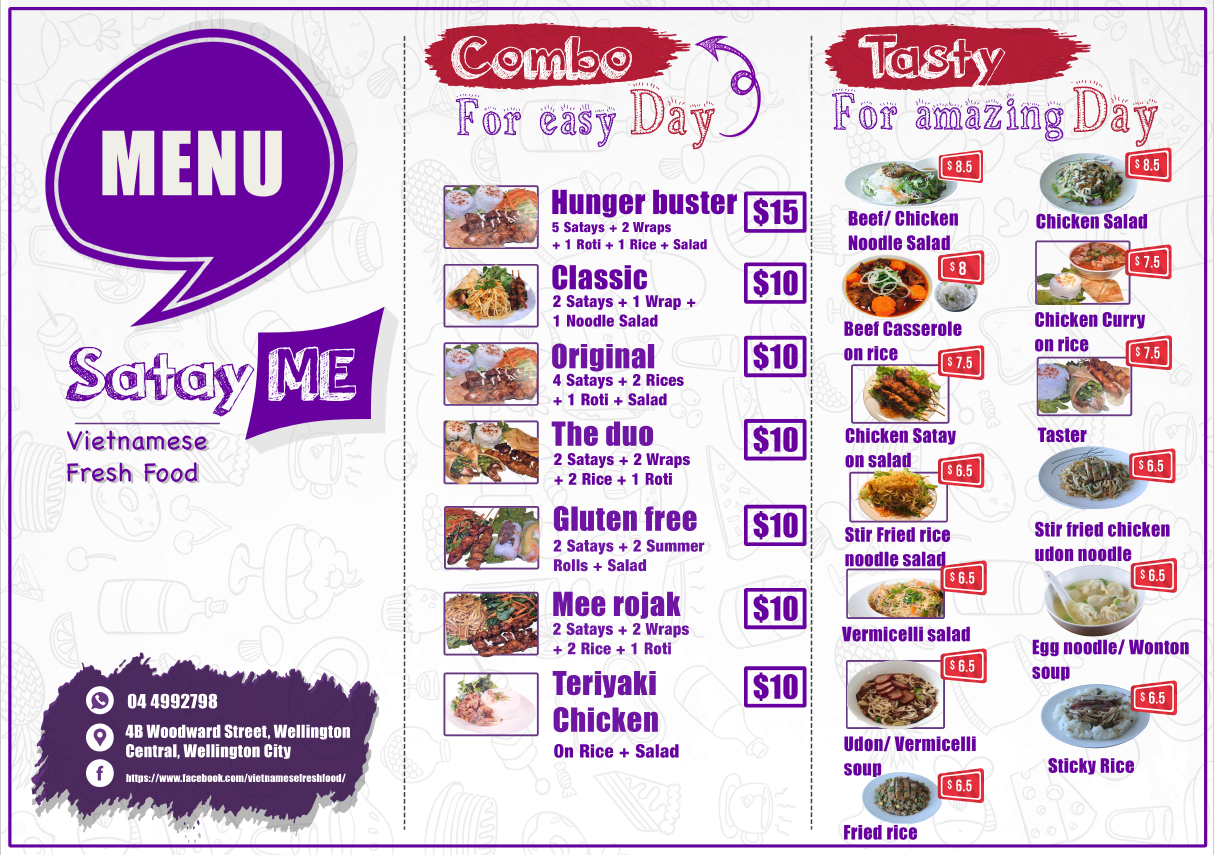 MENU
Satay ME
Vietnamese
Fresh Food
04 4992798
4B Woodward Street, Wellington
Central, Wellington City
https://www.facebook.com/vietnamesefreshfood/
Combo
For easy Day
Hunger buster $15
5 Satays + 2 Wraps
+ 1 Roti + 1 Rice + Salad
Classic $10
2 Satays + 1 Wrap +
1 Noodle Salad
Original $10
4 Satays + 2 Rices
+ 1 Roti + Salad
The duo $10
2 Satays + 2 Wraps
+ 2 Rice + 1 Roti
Gluten free $10
2 Satays + 2 Summer
Rolls + Salad
Mee rojak $10
2 Satays + 2 Wraps
+ 2 Rice + 1 Roti
Teriyaki $10
Chicken
On Rice + Salad
Tasty
For amazing Day
$ 8.5
Beef/ Chicken
Noodle Salad
$ 8
Beef Casserole
on rice
$ 7.5
Chicken Satay
on salad
$ 6.5
Stir Fried rice
noodle salad
$ 6.5
Vermicelli salad
$ 6.5
Udon/ Vermicelli
soup
$ 6.5
Fried rice
$ 8.5
Chicken Salad
$ 7.5
Chicken Curry
on rice
$ 7.5
Taster
$ 6.5
Stir fried chicken
udon noodle
$ 6.5
Egg noodle/ Wonton
soup
$ 6.5
Sticky Rice